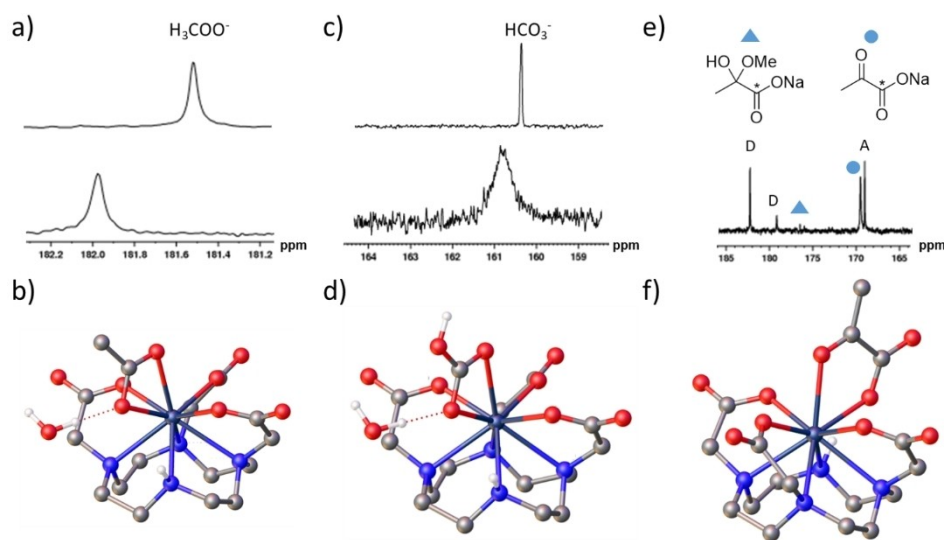 a)
H₃COO⁻
182.2 182.0 181.8 181.6 181.4 181.2 ppm
b)
c)
HCO₃⁻
164 163 162 161 160 159 ppm
d)
e)
HO OMe
* ONa
O
O
* ONa
O
D
D
A
185 180 175 170 165 ppm
f)